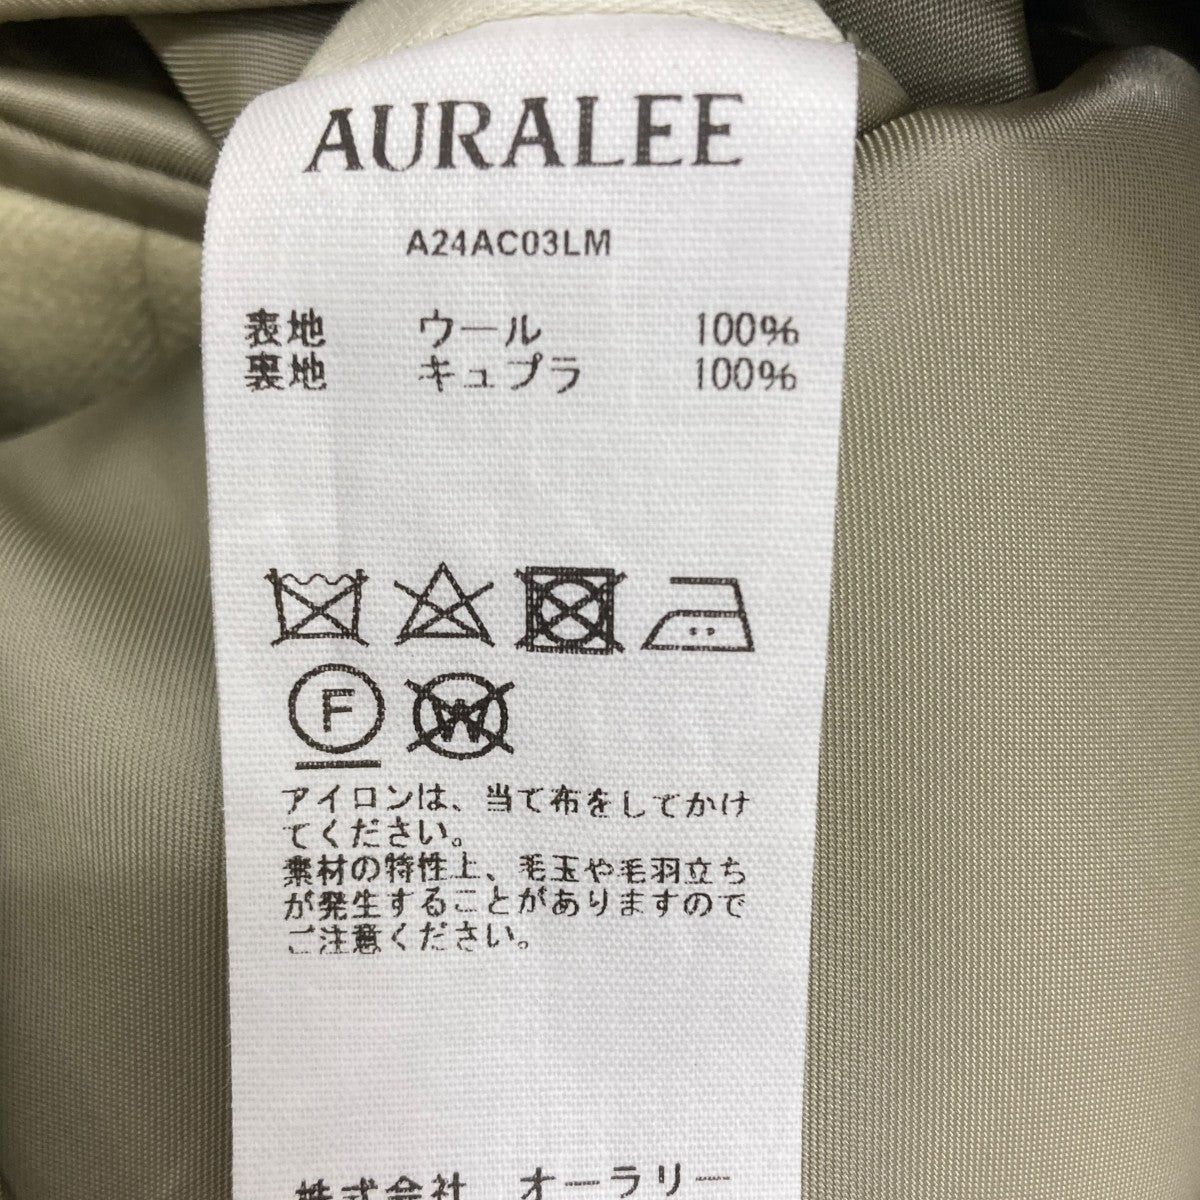 AURALEE
A24AC03LM
表地 ウール 100%
裏地 キュプラ 100%
F W
アイロンは、当て布をしてかけ
てください。
素材の特性上、毛玉や毛羽立ち
が発生することがありますので
ご注意ください。
株式会社 オーラリー